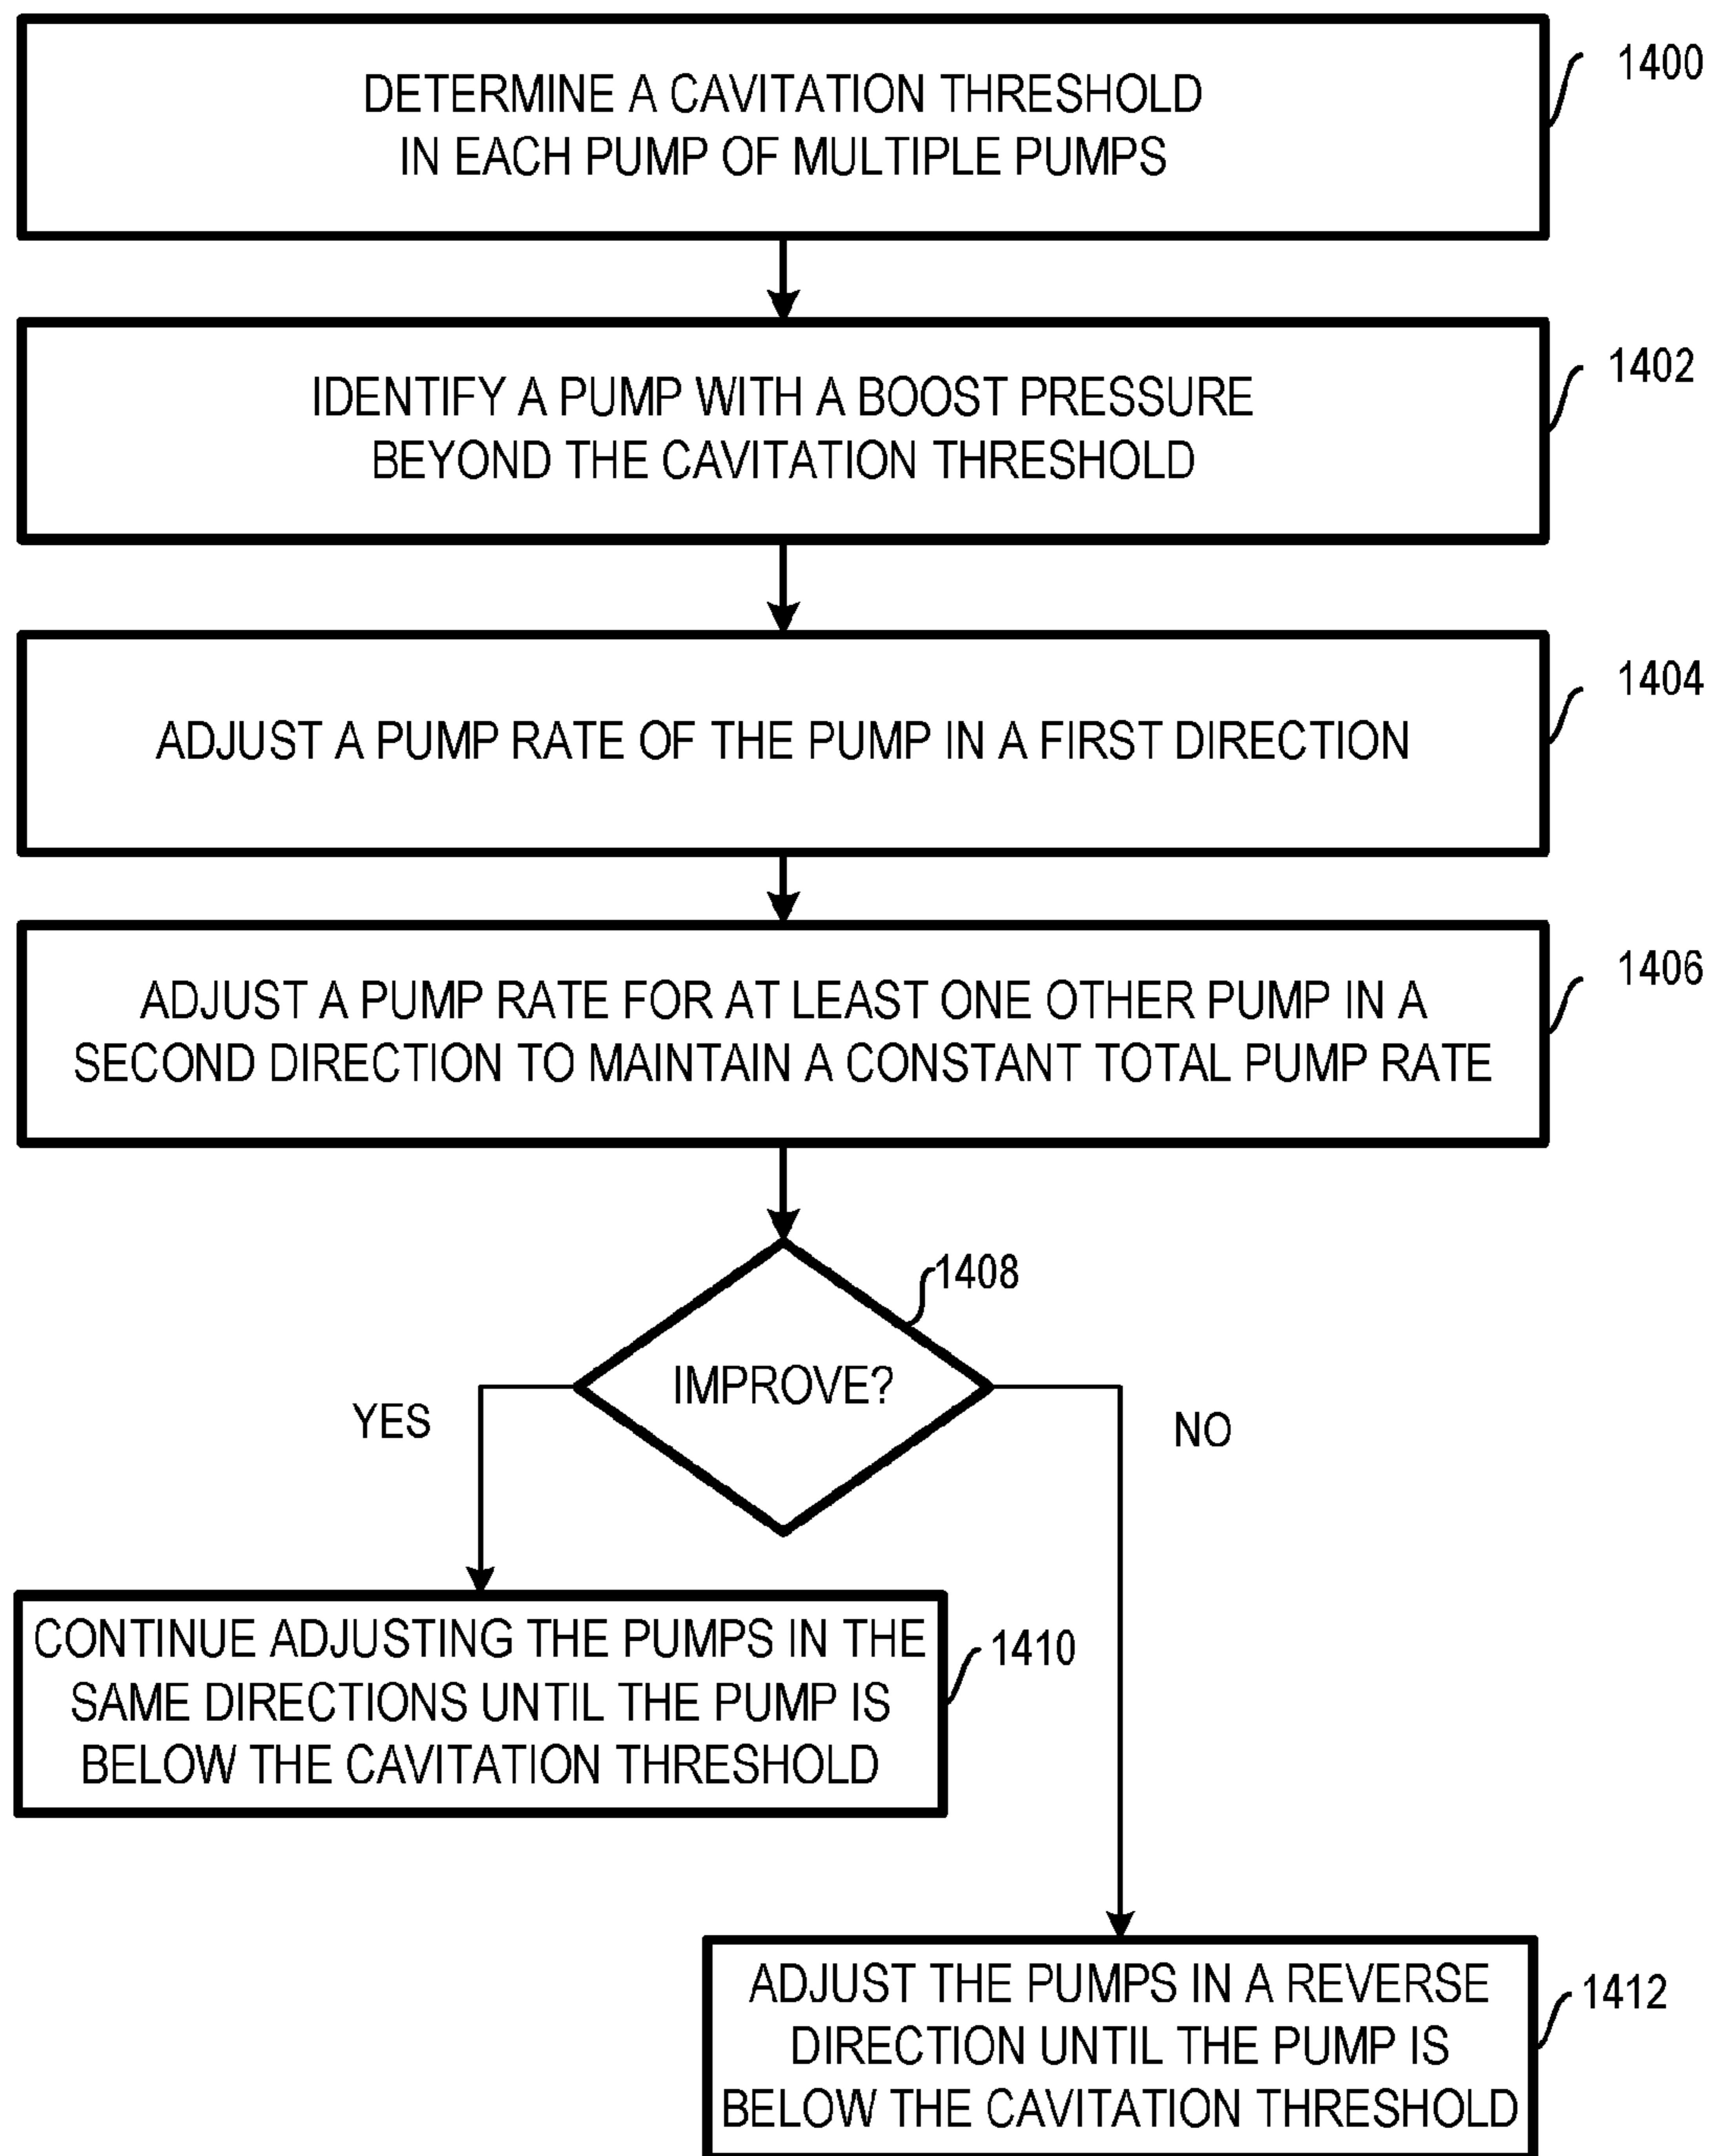 DETERMINE A CAVITATION THRESHOLD
IN EACH PUMP OF MULTIPLE PUMPS
1400
IDENTIFY A PUMP WITH A BOOST PRESSURE
BEYOND THE CAVITATION THRESHOLD
1402
ADJUST A PUMP RATE OF THE PUMP IN A FIRST DIRECTION
1404
ADJUST A PUMP RATE FOR AT LEAST ONE OTHER PUMP IN A
SECOND DIRECTION TO MAINTAIN A CONSTANT TOTAL PUMP RATE
1406
1408
IMPROVE?
YES
NO
CONTINUE ADJUSTING THE PUMPS IN THE
SAME DIRECTIONS UNTIL THE PUMP IS
BELOW THE CAVITATION THRESHOLD
1410
ADJUST THE PUMPS IN A REVERSE
DIRECTION UNTIL THE PUMP IS
BELOW THE CAVITATION THRESHOLD
1412